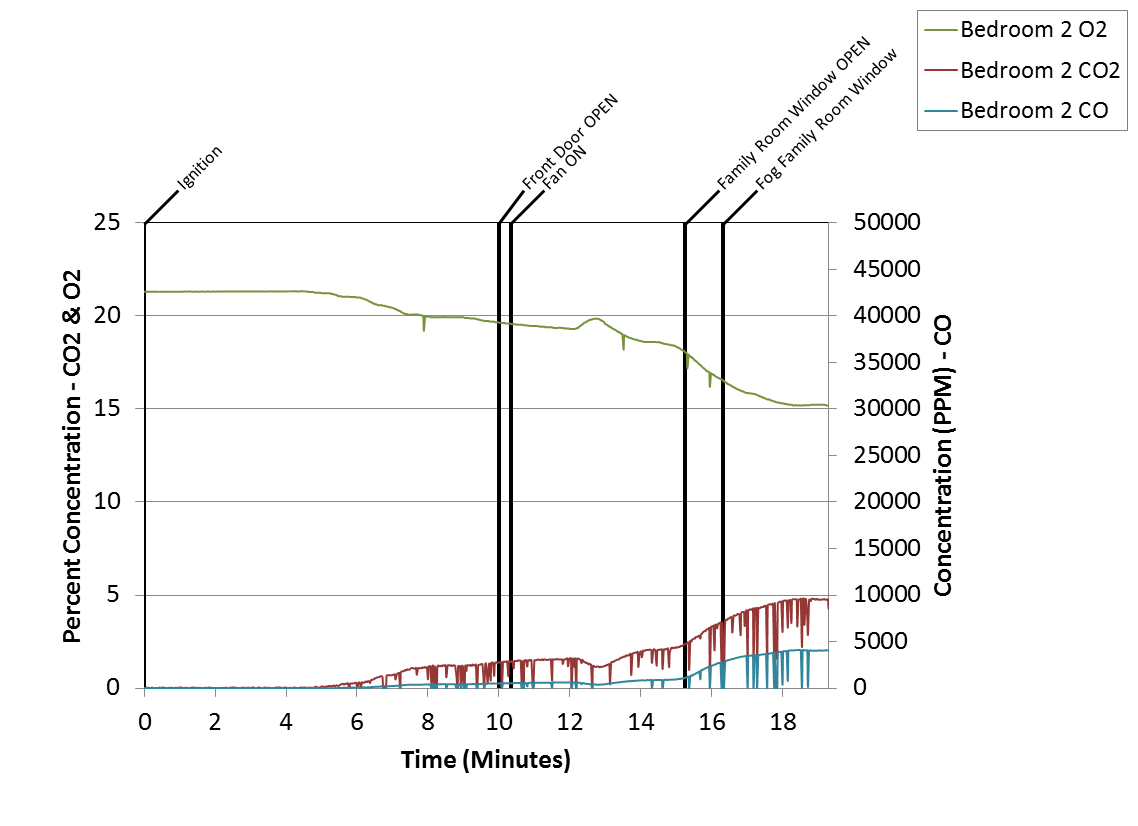 Bedroom 2 O2
Bedroom 2 CO2
Bedroom 2 CO
Ignition
Front Door OPEN
Fan ON
Family Room Window OPEN
Fog Family Room Window
Percent Concentration - CO2 & O2
25
20
15
10
5
0
50000
45000
40000
35000
30000
25000
20000
15000
10000
5000
0
Concentration (PPM) - CO
0 2 4 6 8 10 12 14 16 18
Time (Minutes)